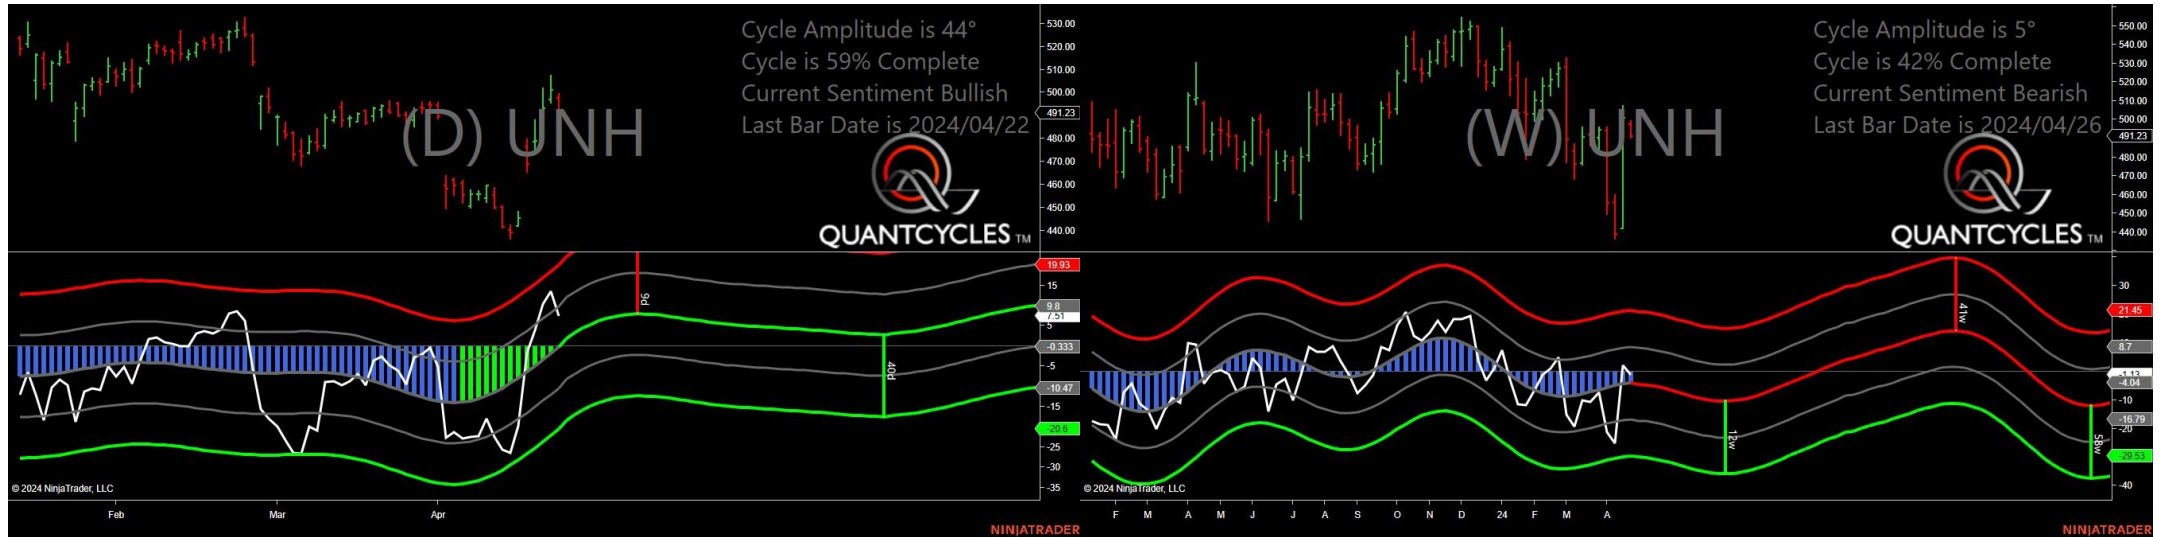 Cycle Amplitude is 44°
Cycle is 59% Complete
Current Sentiment Bullish
Last Bar Date is 2024/04/22
(D) UNH
QUANTCYCLES TM
530.00
520.00
510.00
500.00
491.23
480.00
470.00
460.00
450.00
440.00
19.93
15
9.8
7.51
5
-0.333
-5
-10.47
-15
-20.6
-25
-30
-35
9d
40d
© 2024 NinjaTrader, LLC
Feb Mar Apr
NINJATRADER
Cycle Amplitude is 5°
Cycle is 42% Complete
Current Sentiment Bearish
Last Bar Date is 2024/04/26
(W) UNH
QUANTCYCLES TM
550.00
540.00
530.00
520.00
510.00
500.00
491.23
480.00
470.00
460.00
450.00
440.00
30
21.45
8.7
-1.13
-4.04
-10
-16.79
-20
-29.53
-40
41w
12w
58w
© 2024 NinjaTrader, LLC
F M A M J J A S O N D 24 F M A
NINJATRADER